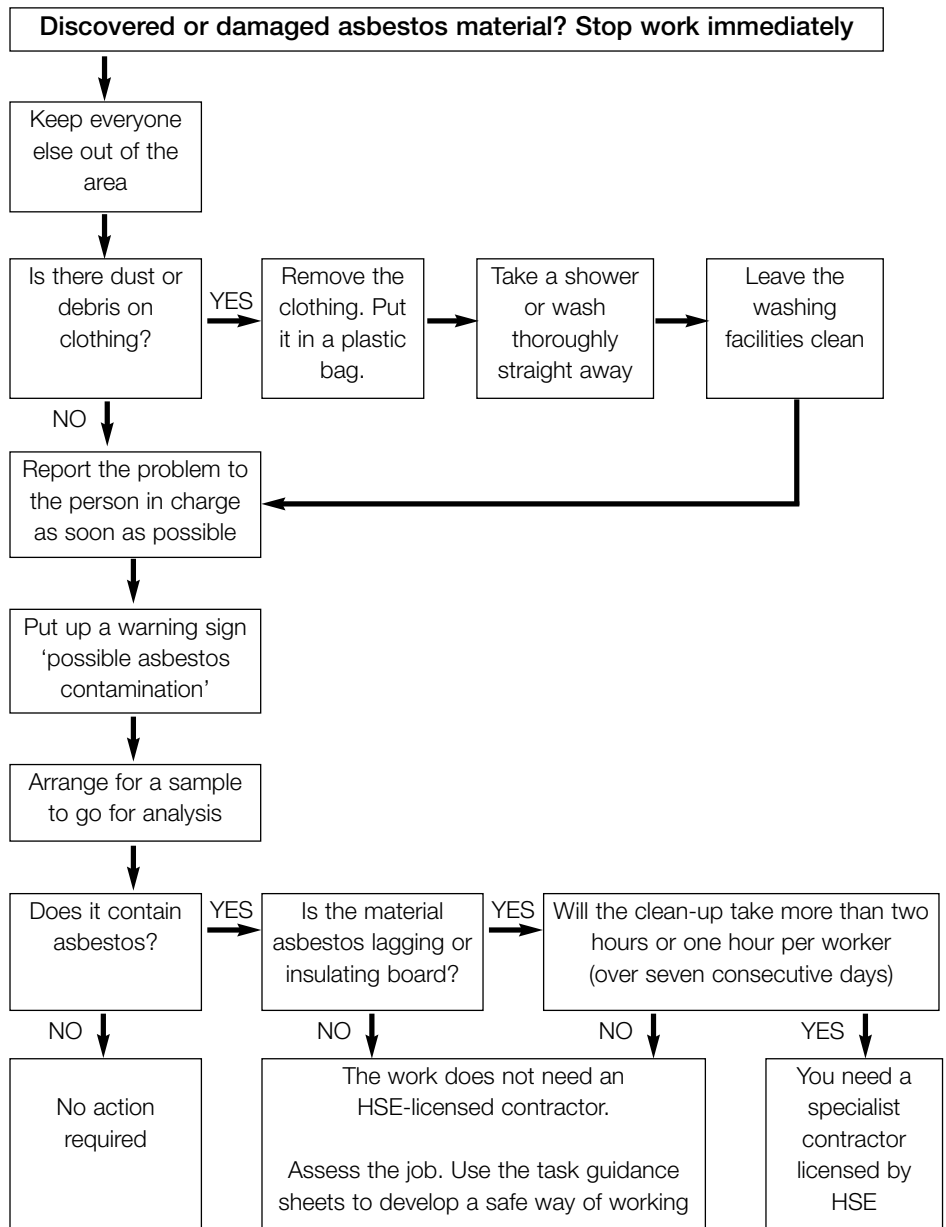 Discovered or damaged asbestos material? Stop work immediately
Keep everyone
else out of the
area
Is there dust or
debris on
clothing?
YES
Remove the
clothing. Put
it in a plastic
bag.
Take a shower
or wash
thoroughly
straight away
Leave the
washing
facilities clean
NO
Report the problem to
the person in charge
as soon as possible
Put up a warning sign
‘possible asbestos
contamination’
Arrange for a sample
to go for analysis
Does it contain
asbestos?
YES
Is the material
asbestos lagging or
insulating board?
YES
Will the clean-up take more than two
hours or one hour per worker
(over seven consecutive days)
NO
NO
NO
YES
No action
required
The work does not need an
HSE-licensed contractor.
Assess the job. Use the task guidance
sheets to develop a safe way of working
You need a
specialist
contractor
licensed by
HSE